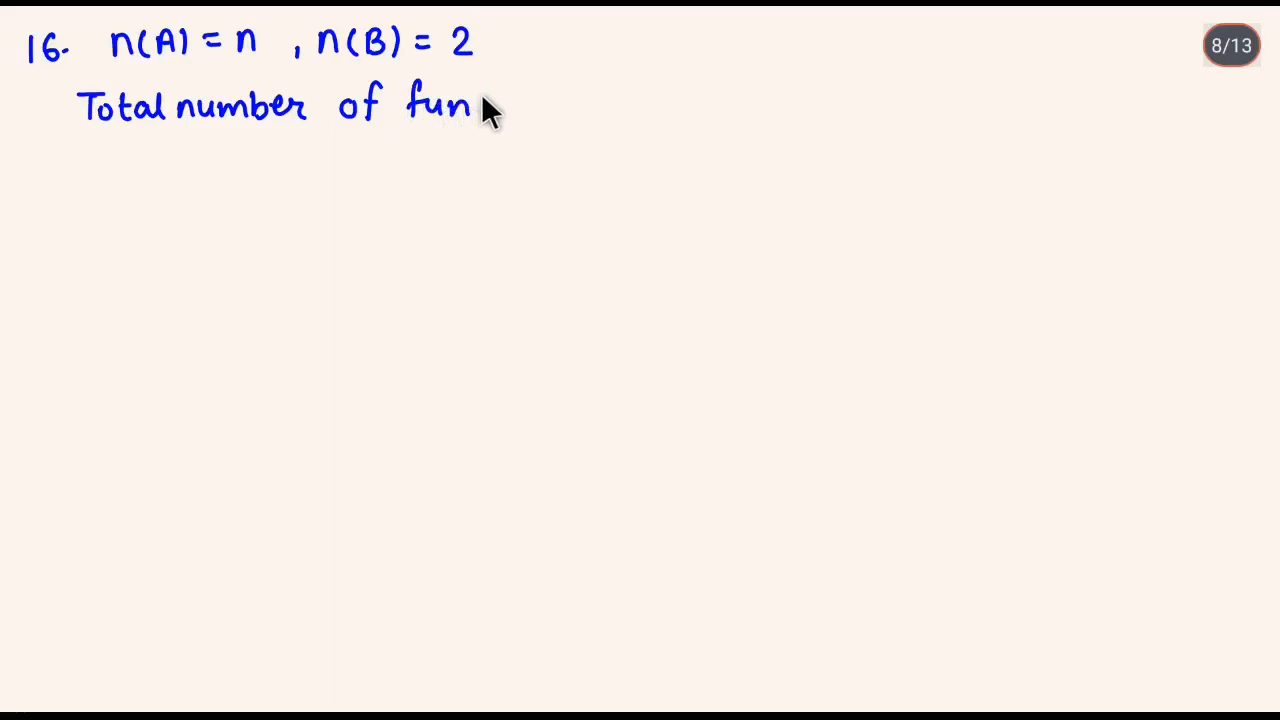 16. n(A) = n , n(B) = 2
8/13
Total number of fun